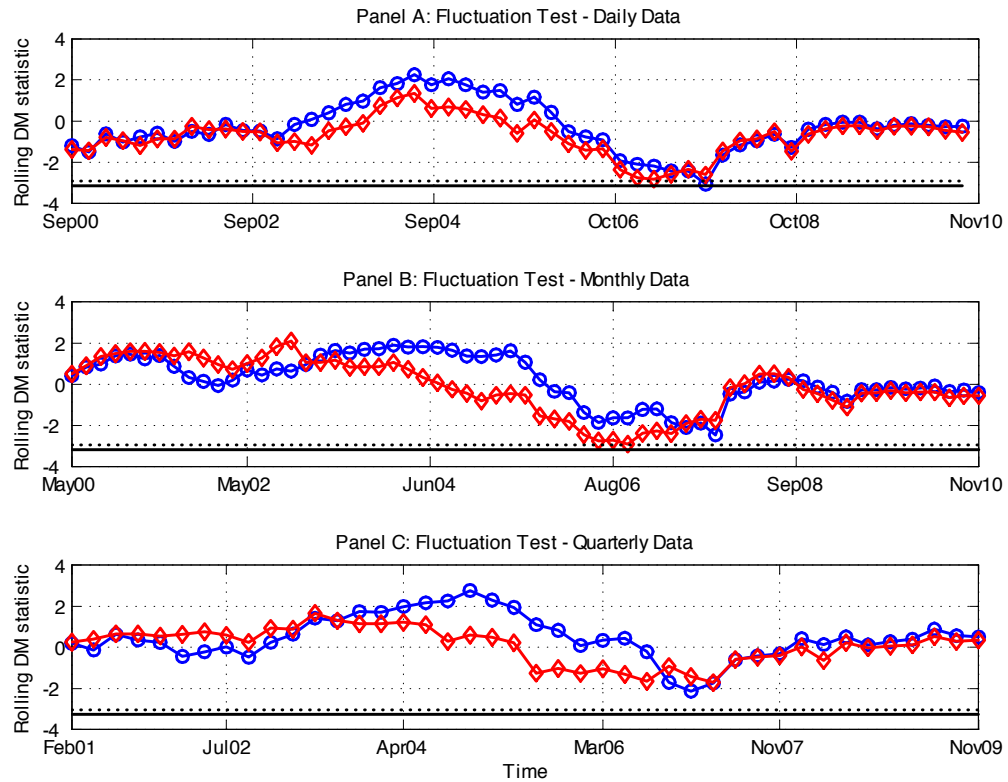 Panel A: Fluctuation Test - Daily Data
Rolling DM statistic
4
2
0
-2
-4
Sep00 Sep02 Sep04 Oct06 Oct08 Nov10
Panel B: Fluctuation Test - Monthly Data
Rolling DM statistic
4
2
0
-2
-4
May00 May02 Jun04 Aug06 Sep08 Nov10
Panel C: Fluctuation Test - Quarterly Data
Rolling DM statistic
4
2
0
-2
-4
Feb01 Jul02 Apr04 Mar06 Nov07 Nov09
Time